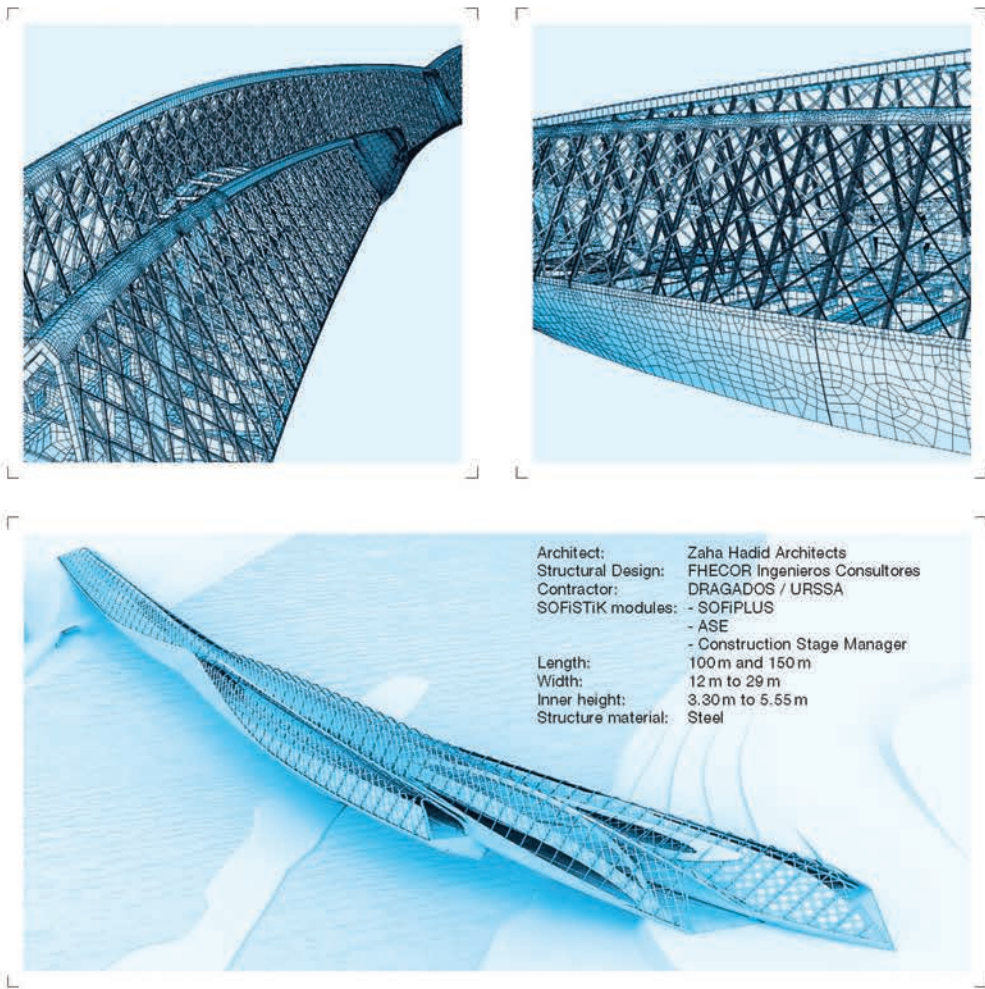 Architect: Zaha Hadid Architects
Structural Design: FHECOR Ingenieros Consultores
Contractor: DRAGADOS / URSSA
SOFiSTiK modules: - SOFiPLUS
- ASE
- Construction Stage Manager
Length: 100 m and 150 m
Width: 12 m to 29 m
Inner height: 3.30 m to 5.55 m
Structure material: Steel